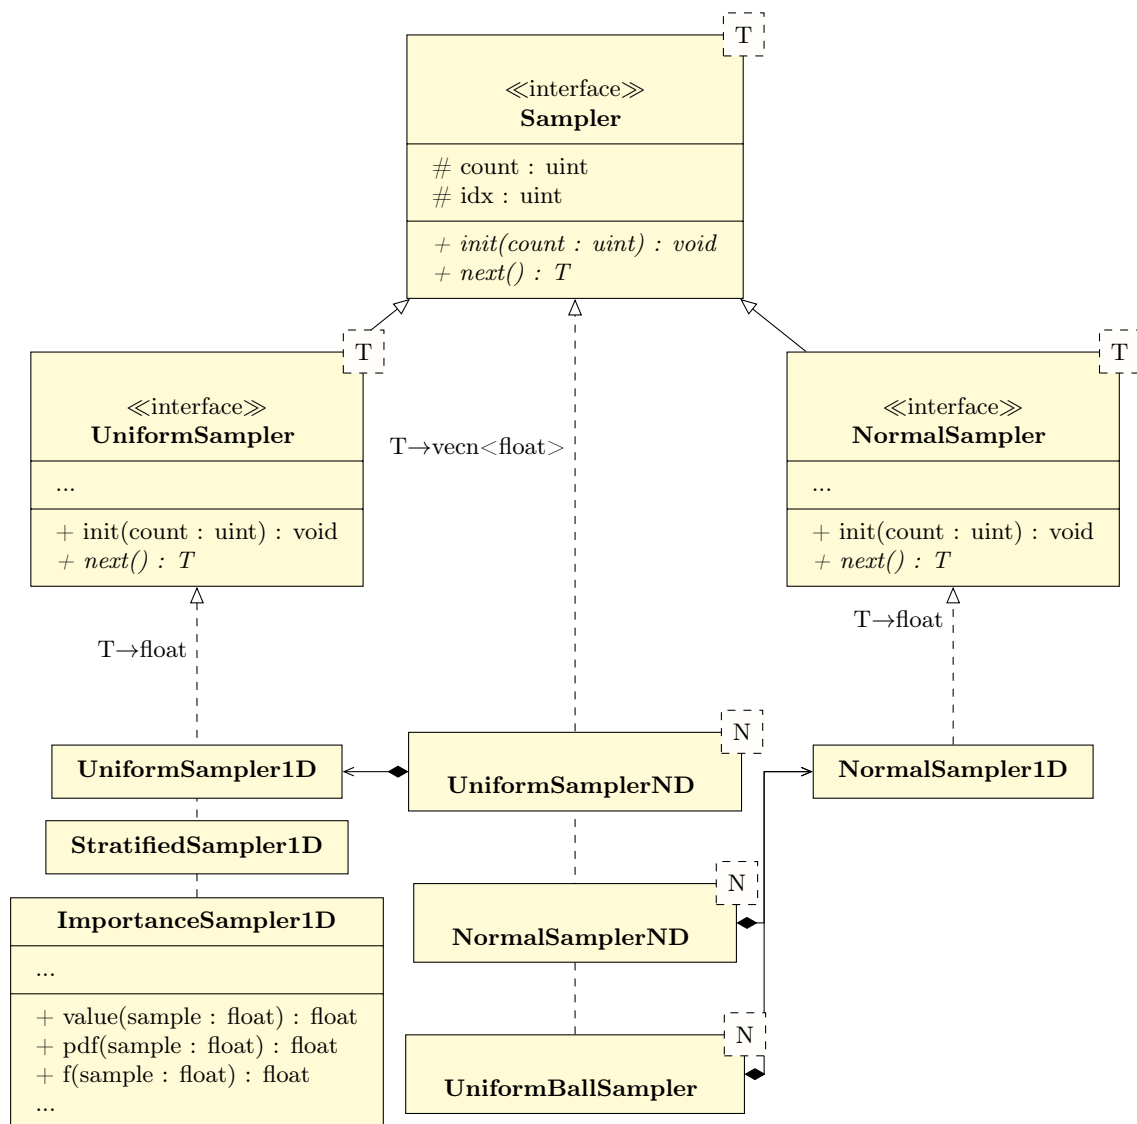 T
≪interface≫
Sampler
# count : uint
# idx : uint
+ init(count : uint) : void
+ next() : T
T
≪interface≫
UniformSampler
...
+ init(count : uint) : void
+ next() : T
T→vecn<float>
T
≪interface≫
NormalSampler
...
+ init(count : uint) : void
+ next() : T
T→float
T→float
UniformSampler1D
N
UniformSamplerND
NormalSampler1D
StratifiedSampler1D
N
NormalSamplerND
ImportanceSampler1D
...
+ value(sample : float) : float
+ pdf(sample : float) : float
+ f(sample : float) : float
...
N
UniformBallSampler